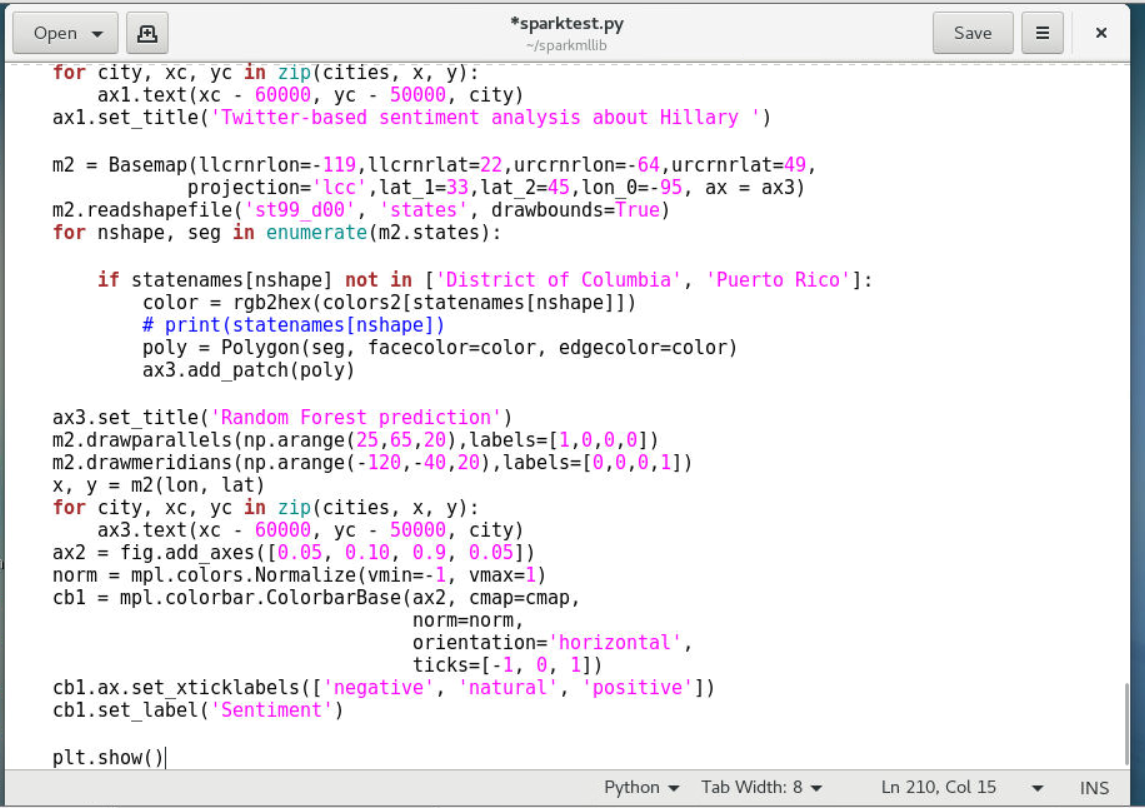 Open
*sparktest.py
~/sparkmllib
Save
for city, xc, yc in zip(cities, x, y):
    ax1.text(xc - 60000, yc - 50000, city)
ax1.set_title('Twitter-based sentiment analysis about Hillary ')

m2 = Basemap(llcrnrlon=-119,llcrnrlat=22,urcrnrlon=-64,urcrnrlat=49,
            projection='lcc',lat_1=33,lat_2=45,lon_0=-95, ax = ax3)
m2.readshapefile('st99_d00', 'states', drawbounds=True)
for nshape, seg in enumerate(m2.states):

    if statenames[nshape] not in ['District of Columbia', 'Puerto Rico']:
        color = rgb2hex(colors2[statenames[nshape]])
        # print(statenames[nshape])
        poly = Polygon(seg, facecolor=color, edgecolor=color)
        ax3.add_patch(poly)

ax3.set_title('Random Forest prediction')
m2.drawparallels(np.arange(25,65,20),labels=[1,0,0,0])
m2.drawmeridians(np.arange(-120,-40,20),labels=[0,0,0,1])
x, y = m2(lon, lat)
for city, xc, yc in zip(cities, x, y):
    ax3.text(xc - 60000, yc - 50000, city)
ax2 = fig.add_axes([0.05, 0.10, 0.9, 0.05])
norm = mpl.colors.Normalize(vmin=-1, vmax=1)
cb1 = mpl.colorbar.ColorbarBase(ax2, cmap=cmap,
                                norm=norm,
                                orientation='horizontal',
                                ticks=[-1, 0, 1])
cb1.ax.set_xticklabels(['negative', 'natural', 'positive'])
cb1.set_label('Sentiment')

plt.show()
Python Tab Width: 8 Ln 210, Col 15 INS